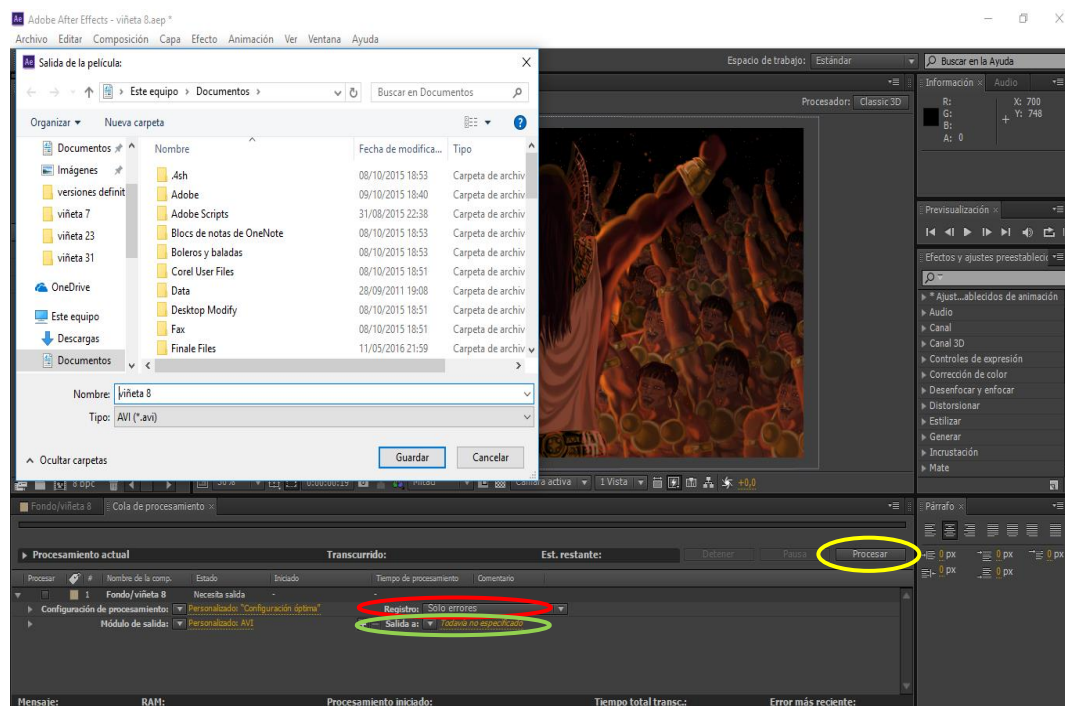 Ae Adobe After Effects - viñeta 8.aep *
Archivo Editar Composición Capa Efecto Animación Ver Ventana Ayuda
Ae Salida de la película:
Este equipo > Documentos >
Buscar en Documentos
Organizar
Nueva carpeta
Documentos
Imágenes
versiones definit
viñeta 7
viñeta 23
viñeta 31
OneDrive
Este equipo
Descargas
Documentos
Nombre Fecha de modifica... Tipo
.4sh 08/10/2015 18:53 Carpeta de archiv
Adobe 09/10/2015 18:40 Carpeta de archiv
Adobe Scripts 31/08/2015 22:38 Carpeta de archiv
Blocs de notas de OneNote 08/10/2015 18:53 Carpeta de archiv
Boleros y baladas 08/10/2015 18:53 Carpeta de archiv
Corel User Files 08/10/2015 18:51 Carpeta de archiv
Data 28/09/2011 19:08 Carpeta de archiv
Desktop Modify 08/10/2015 18:51 Carpeta de archiv
Fax 08/10/2015 18:51 Carpeta de archiv
Finale Files 11/05/2016 21:59 Carpeta de archiv
Nombre: viñeta 8
Tipo: AVI (*.avi)
Ocultar carpetas
Guardar
Cancelar
Espacio de trabajo: Estándar
Buscar en la Ayuda
Procesador: Classic 3D
Información × Audio
R: X: 700
G: Y: 748
B:
A: 0
Previsualización ×
Efectos y ajustes preestableci
* Ajust...ablecidos de animación
Audio
Canal
Canal 3D
Controles de expresión
Corrección de color
Desenfocar y enfocar
Distorsionar
Estilizar
Generar
Incrustación
Mate
8 bpc
50% 0:00:00:19 Mitad Cámara activa 1 Vista +0,0
Fondo/viñeta 8
Cola de procesamiento ×
Procesamiento actual Transcurrido: Est. restante: Detener Pausa Procesar
Procesar # Nombre de la comp. Estado Iniciado Tiempo de procesamiento Comentario
1 Fondo/viñeta 8 Necesita salida - -
Configuración de procesamiento: Personalizado: "Configuración óptima" Registro: Sólo errores
Módulo de salida: Personalizado: AVI Salida a: Todavía no especificado
Mensaje: RAM: Procesamiento iniciado: Tiempo total transc.: Error más reciente:
Párrafo ×
0 px 0 px 0 px
0 px 0 px